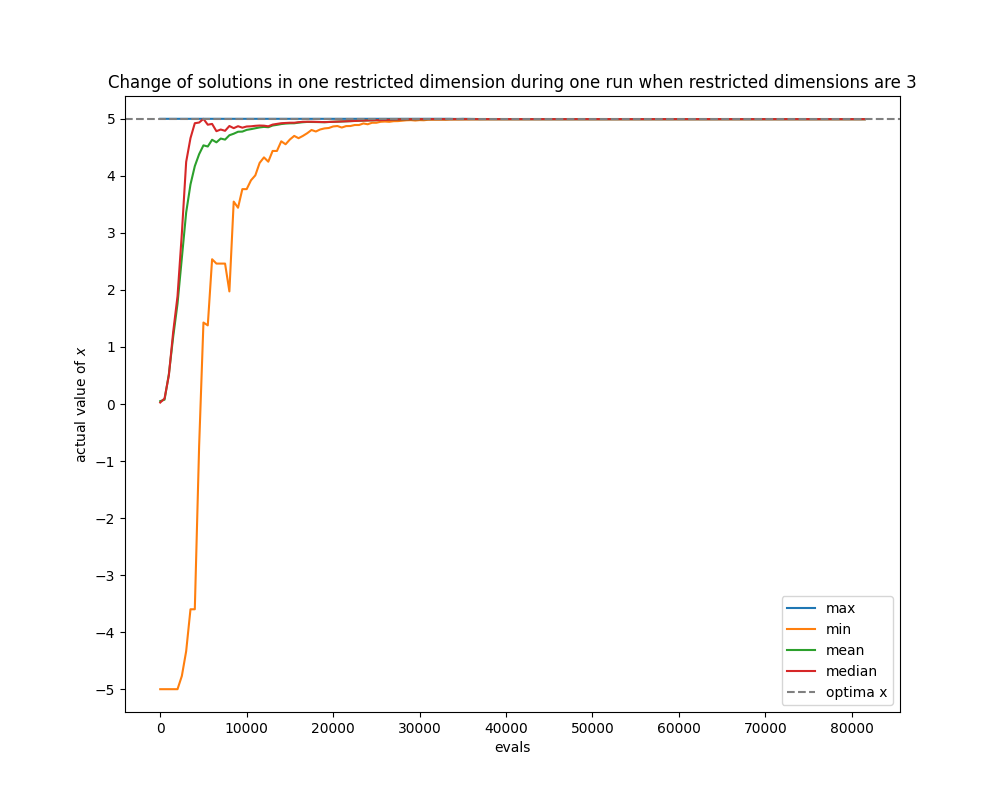 Change of solutions in one restricted dimension during one run when restricted dimensions are 3
5
4
3
2
1
0
−1
−2
−3
−4
−5
actual value of x
0 10000 20000 30000 40000 50000 60000 70000 80000
evals
max
min
mean
median
optima x